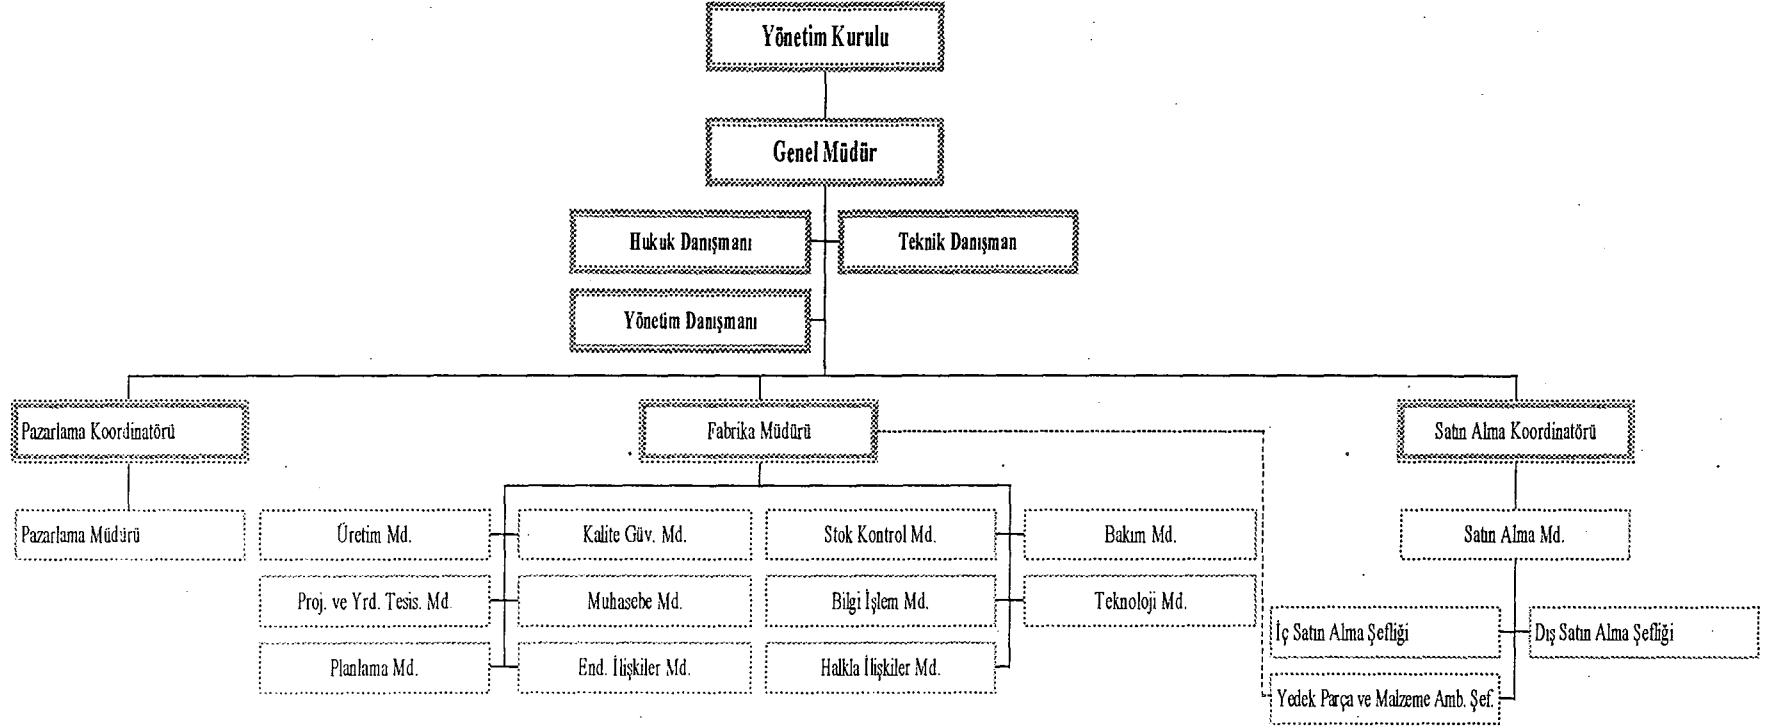 Yönetim Kurulu
Genel Müdür
Hukuk Danışmanı
Teknik Danışman
Yönetim Danışmanı
Pazarlama Koordinatörü
Fabrika Müdürü
Satın Alma Koordinatörü
Pazarlama Müdürü
Üretim Md.
Kalite Güv. Md.
Stok Kontrol Md.
Bakım Md.
Satın Alma Md.
Proj. ve Yrd. Tesis. Md.
Muhasebe Md.
Bilgi İşlem Md.
Teknoloji Md.
İç Satın Alma Şefliği
Dış Satın Alma Şefliği
Planlama Md.
End. İlişkiler Md.
Halkla İlişkiler Md.
Yedek Parça ve Malzeme Amb. Şef.